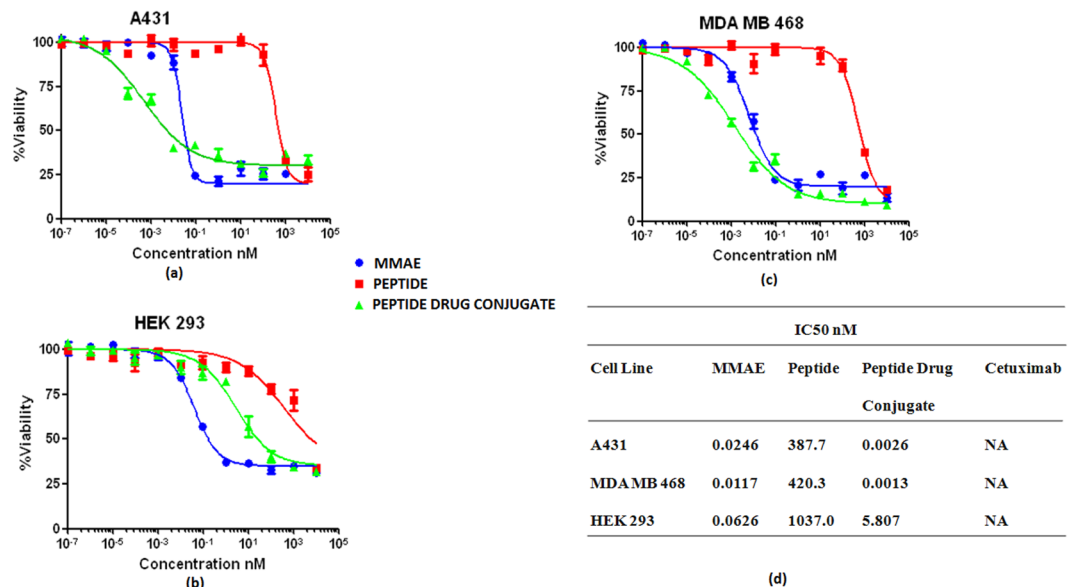 A431
%Viability
100
75
50
25
0
10-7 10-5 10-3 10-1 101 103 105
Concentration nM
(a)
MDA MB 468
%Viability
100
75
50
25
0
10-7 10-5 10-3 10-1 101 103 105
Concentration nM
(c)
MMAE
PEPTIDE
PEPTIDE DRUG CONJUGATE
HEK 293
%Viability
100
75
50
25
0
10-7 10-5 10-3 10-1 101 103 105
Concentration nM
(b)
IC50 nM
Cell Line MMAE Peptide Peptide Drug Conjugate Cetuximab
A431 0.0246 387.7 0.0026 NA
MDA MB 468 0.0117 420.3 0.0013 NA
HEK 293 0.0626 1037.0 5.807 NA
(d)